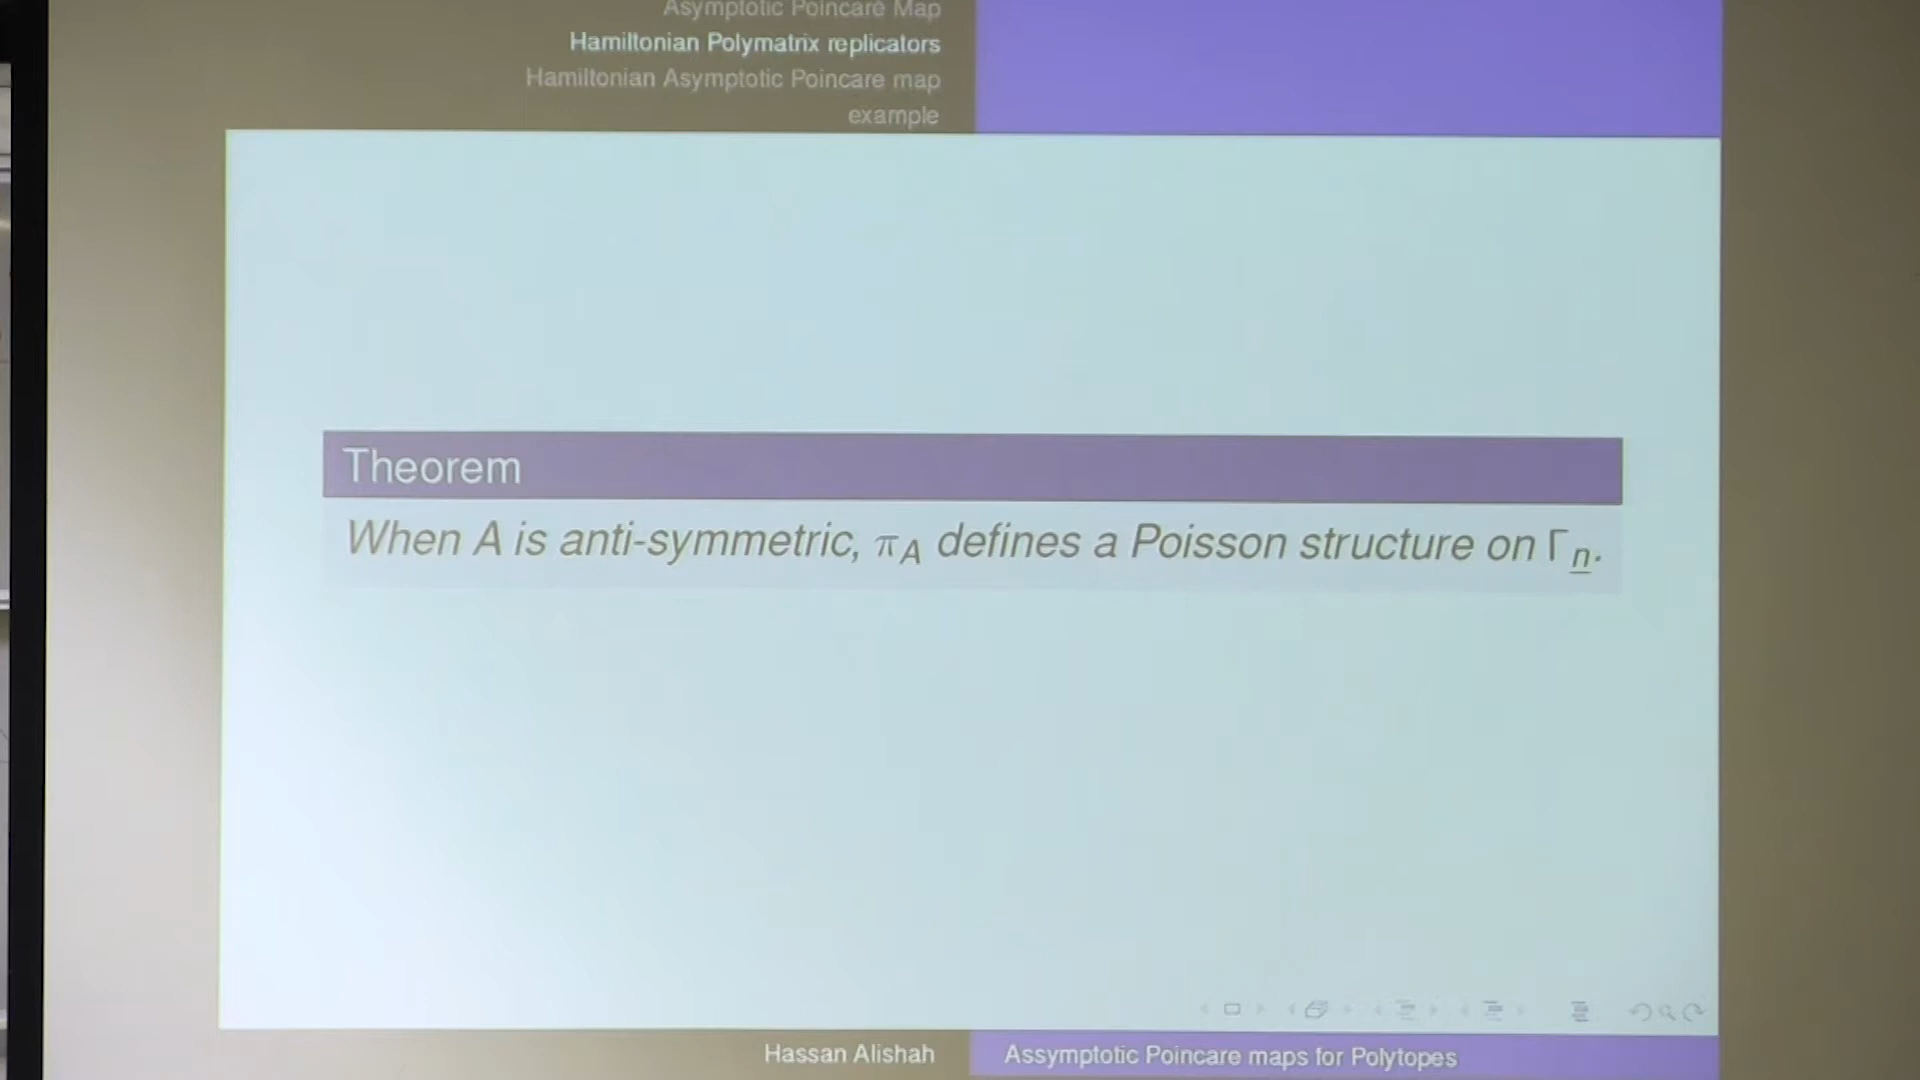 Asymptotic Poincaré Map
Hamiltonian Polymatrix replicators
Hamiltonian Asymptotic Poincare map
example
Theorem
When A is anti-symmetric, π_A defines a Poisson structure on Γ_n.
Hassan Alishah
Assymptotic Poincare maps for Polytopes